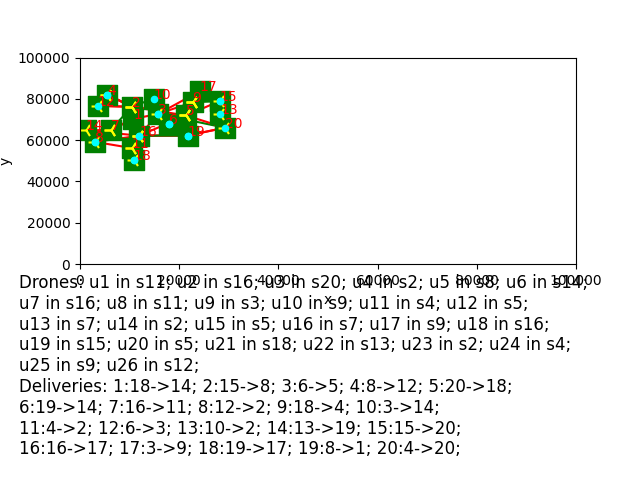 100000
80000
60000
40000
20000
0
y
0 20000 40000 60000 80000 100000
x
17
20
19
Drones: u1 in s11; u2 in s16; u3 in s20; u4 in s2; u5 in s8; u6 in s14;
u7 in s16; u8 in s11; u9 in s3; u10 in s9; u11 in s4; u12 in s5;
u13 in s7; u14 in s2; u15 in s5; u16 in s7; u17 in s9; u18 in s16;
u19 in s15; u20 in s5; u21 in s18; u22 in s13; u23 in s2; u24 in s4;
u25 in s9; u26 in s12;
Deliveries: 1:18->14; 2:15->8; 3:6->5; 4:8->12; 5:20->18;
6:19->14; 7:16->11; 8:12->2; 9:18->4; 10:3->14;
11:4->2; 12:6->3; 13:10->2; 14:13->19; 15:15->20;
16:16->17; 17:3->9; 18:19->17; 19:8->1; 20:4->20;